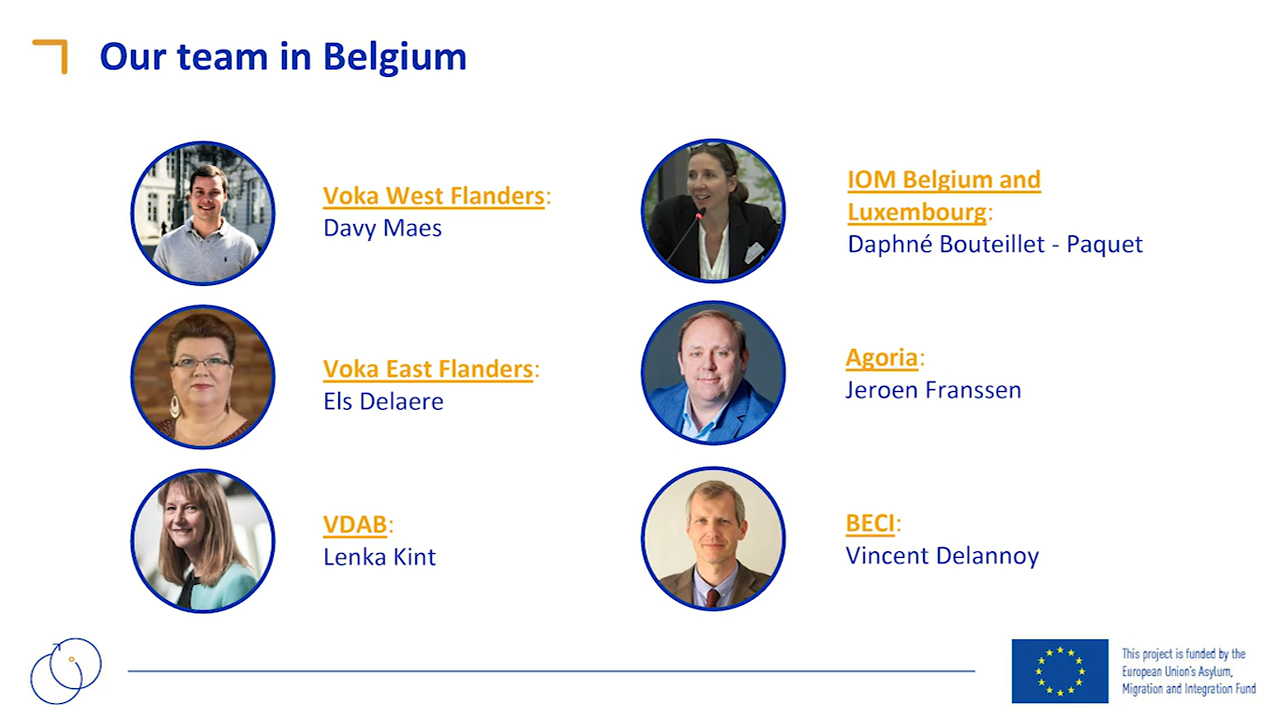 Our team in Belgium
Voka West Flanders:
Davy Maes
Voka East Flanders:
Els Delaere
VDAB:
Lenka Kint
IOM Belgium and
Luxembourg:
Daphné Bouteillet - Paquet
Agoria:
Jeroen Franssen
BECI:
Vincent Delannoy
This project is funded by the
European Union's Asylum,
Migration and Integration Fund